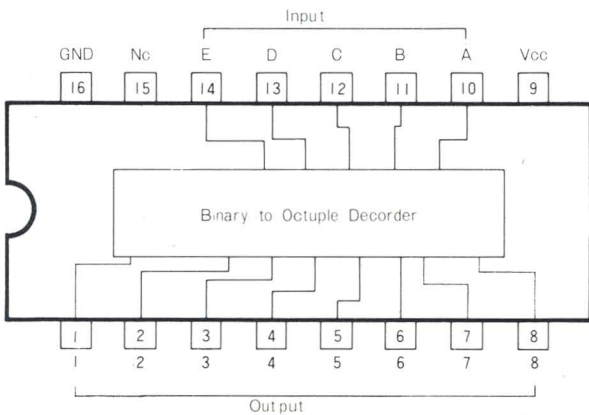 Input
GND Nc E D C B A Vcc
16 15 14 13 12 11 10 9
Binary to Octuple Decorder
1 2 3 4 5 6 7 8
1 2 3 4 5 6 7 8
Output